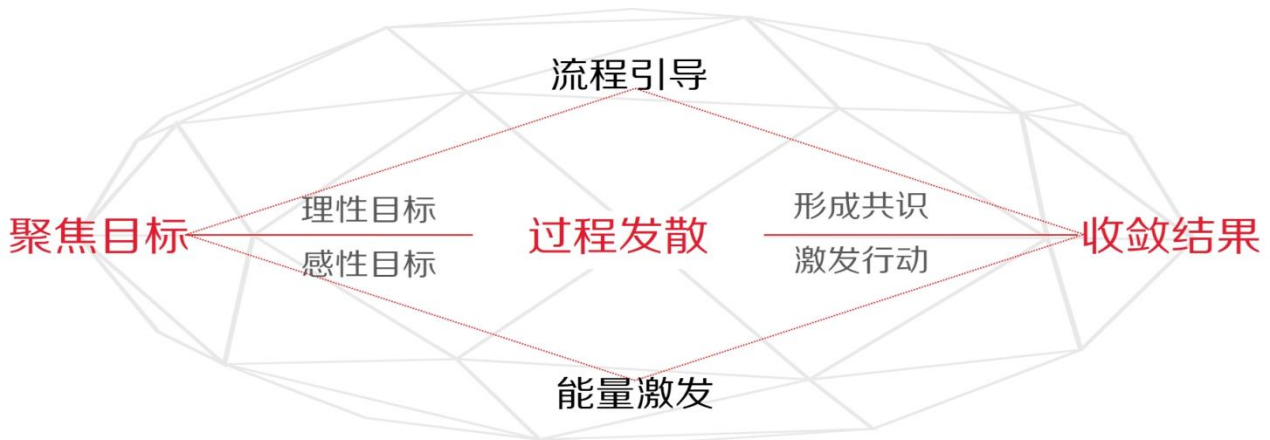 流程引导
理性目标
形成共识
聚焦目标
过程发散
收敛结果
感性目标
激发行动
能量激发